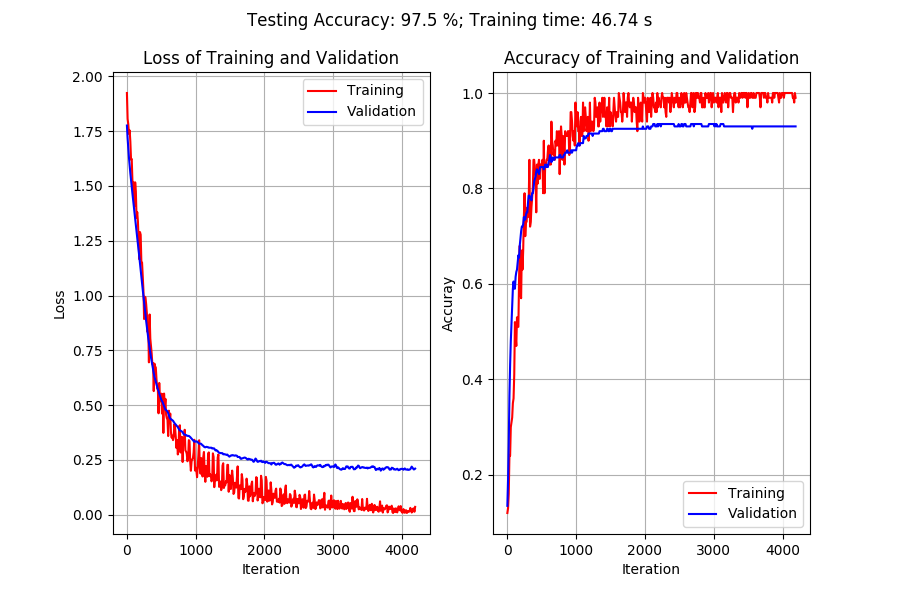 Testing Accuracy: 97.5 %; Training time: 46.74 s
Loss of Training and Validation
2.00
1.75
1.50
1.25
1.00
0.75
0.50
0.25
0.00
Loss
Training
Validation
0 1000 2000 3000 4000
Iteration
Accuracy of Training and Validation
1.0
0.8
0.6
0.4
0.2
Accuray
Training
Validation
0 1000 2000 3000 4000
Iteration